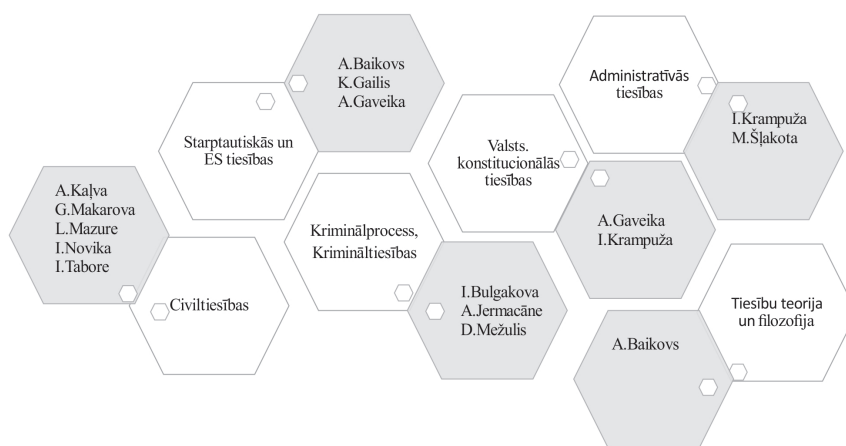 A.Baikovs
K.Gailis
A.Gaveika
Starptautiskās un
ES tiesības
Administratīvās
tiesības
I.Krampuža
M.Šļakota
Valsts.
konstitucionālās
tiesības
A.Gaveika
I.Krampuža
A.Kaļva
G.Makarova
L.Mazure
I.Novika
I.Tabore
Civiltiesības
Kriminālprocess,
Krimināltiesības
I.Bulgakova
A.Jermacāne
D.Mežulis
Tiesību teorija
un filozofija
A.Baikovs